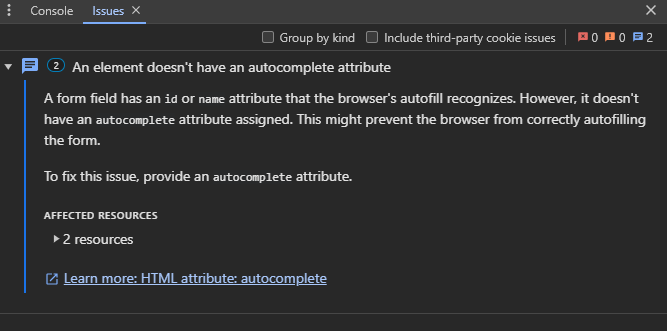 Console Issues
Group by kind Include third-party cookie issues 0 0 2
2 An element doesn't have an autocomplete attribute
A form field has an id or name attribute that the browser's autofill recognizes. However, it doesn't
have an autocomplete attribute assigned. This might prevent the browser from correctly autofilling
the form.
To fix this issue, provide an autocomplete attribute.
AFFECTED RESOURCES
2 resources
Learn more: HTML attribute: autocomplete